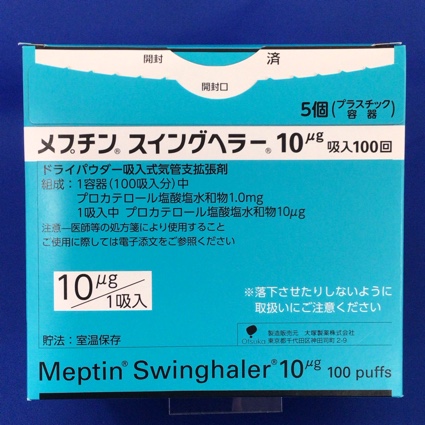 開封 済
開封口
5個(プラスチック容器)
メプチン® スイングヘラー® 10μg 吸入100回
ドライパウダー吸入式気管支拡張剤
組成:1容器(100吸入分)中
プロカテロール塩酸塩水和物1.0mg
1吸入中 プロカテロール塩酸塩水和物10μg
注意―医師等の処方箋により使用すること
ご使用に際しては電子添文をご参照ください
10μg/1吸入
※落下させたりしないように
取扱いにご注意ください
貯法:室温保存
Otsuka
製造販売元 大塚製薬株式会社
東京都千代田区神田司町2-9
Meptin® Swinghaler® 10μg 100 puffs